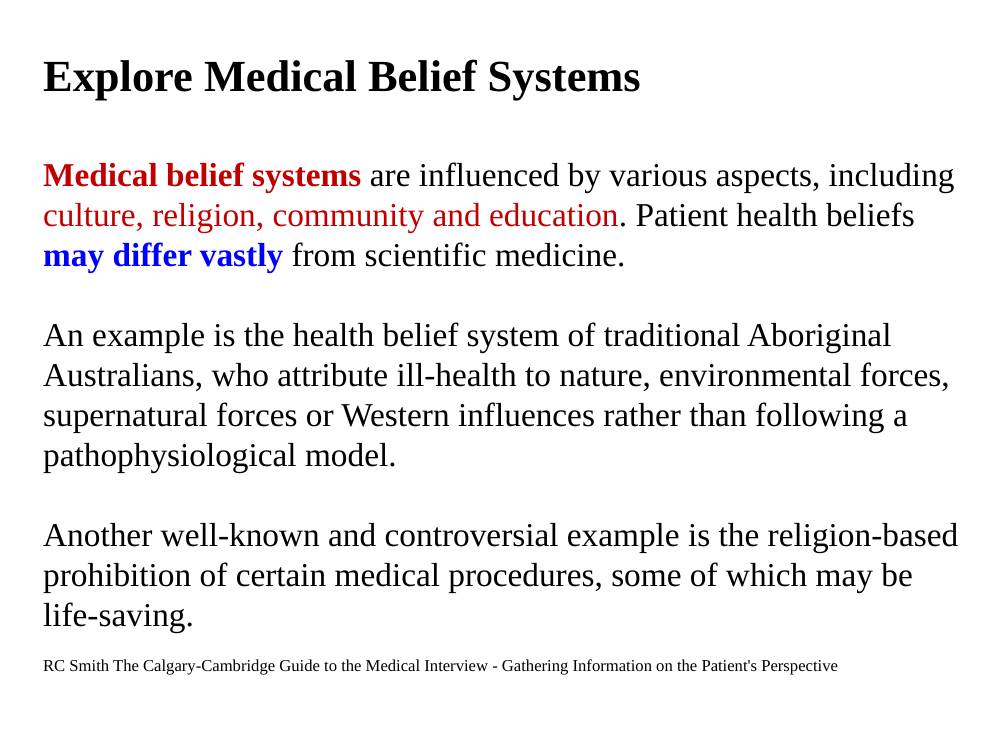 Explore Medical Belief Systems
Medical belief systems are influenced by various aspects, including
culture, religion, community and education. Patient health beliefs
may differ vastly from scientific medicine.
An example is the health belief system of traditional Aboriginal
Australians, who attribute ill-health to nature, environmental forces,
supernatural forces or Western influences rather than following a
pathophysiological model.
Another well-known and controversial example is the religion-based
prohibition of certain medical procedures, some of which may be
life-saving.
RC Smith The Calgary-Cambridge Guide to the Medical Interview - Gathering Information on the Patient's Perspective